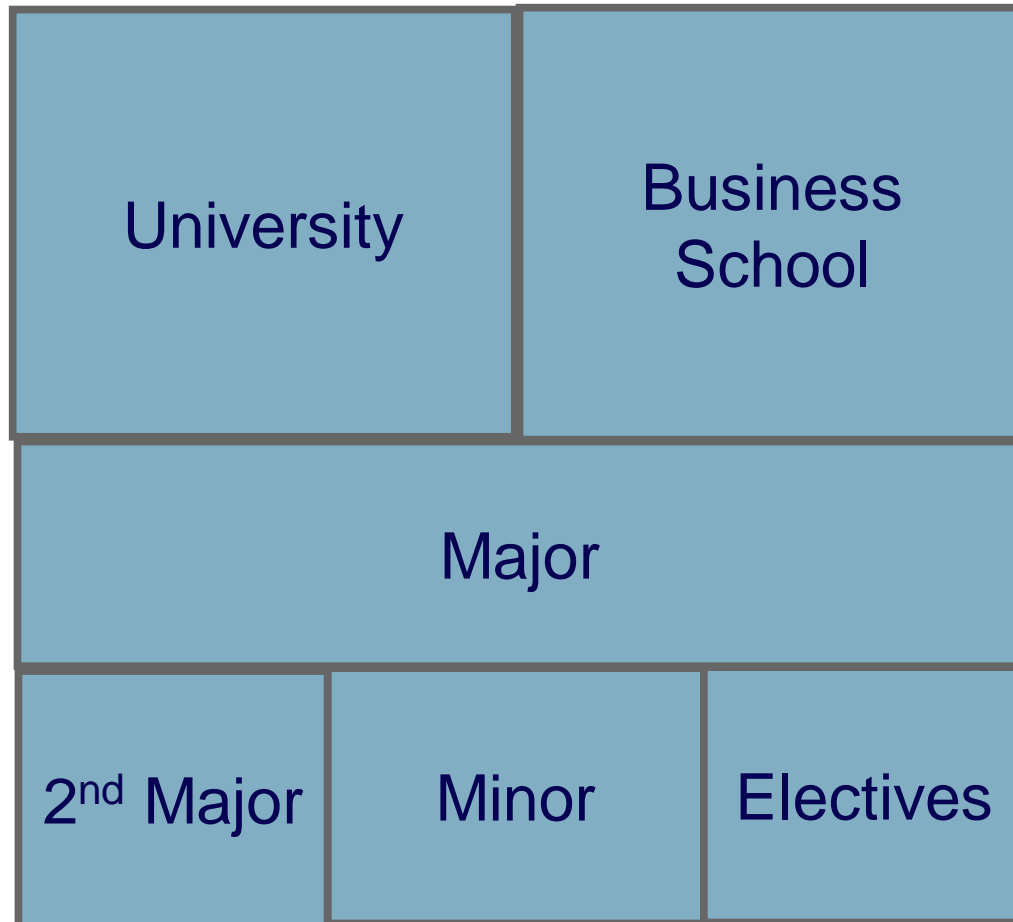 University
Business
School
Major
2nd Major
Minor
Electives